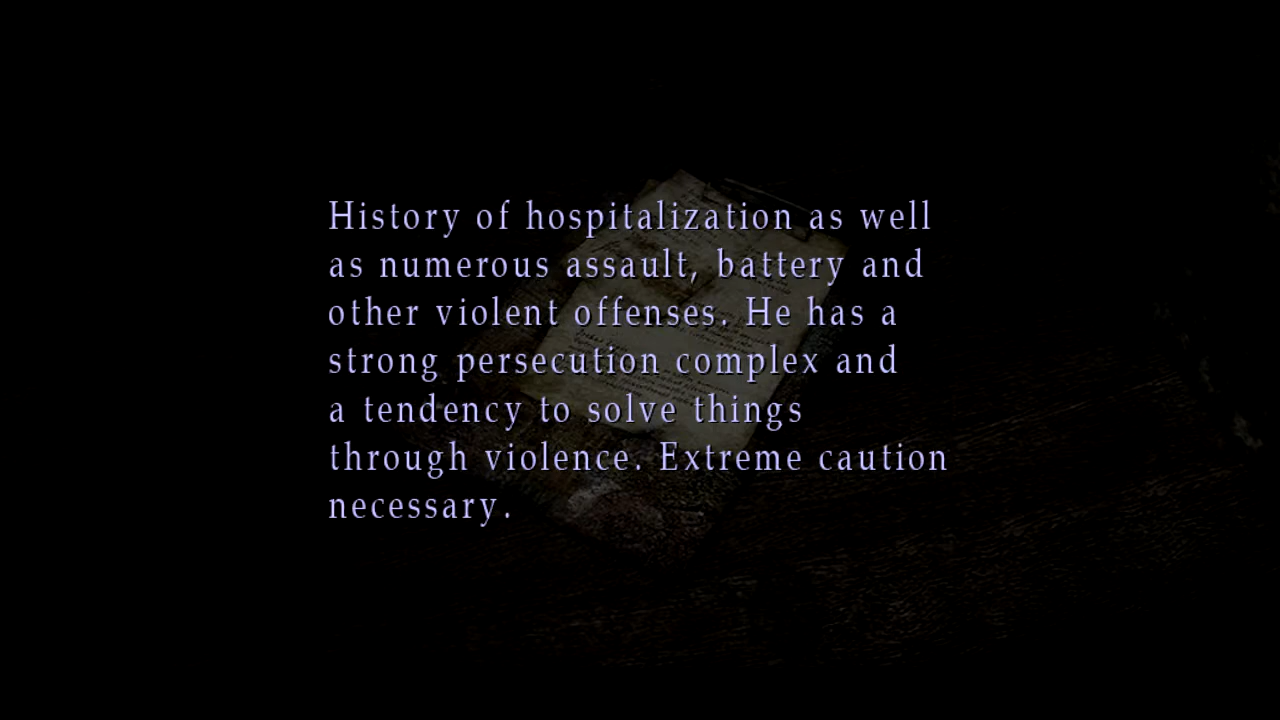 History of hospitalization as well
as numerous assault, battery and
other violent offenses. He has a
strong persecution complex and
a tendency to solve things
through violence. Extreme caution
necessary.